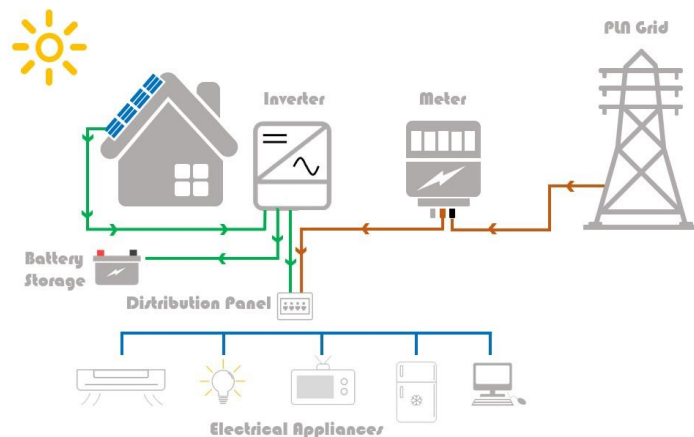 PLN Grid
Inverter
Meter
Battery
Storage
Distribution Panel
Electrical Appliances